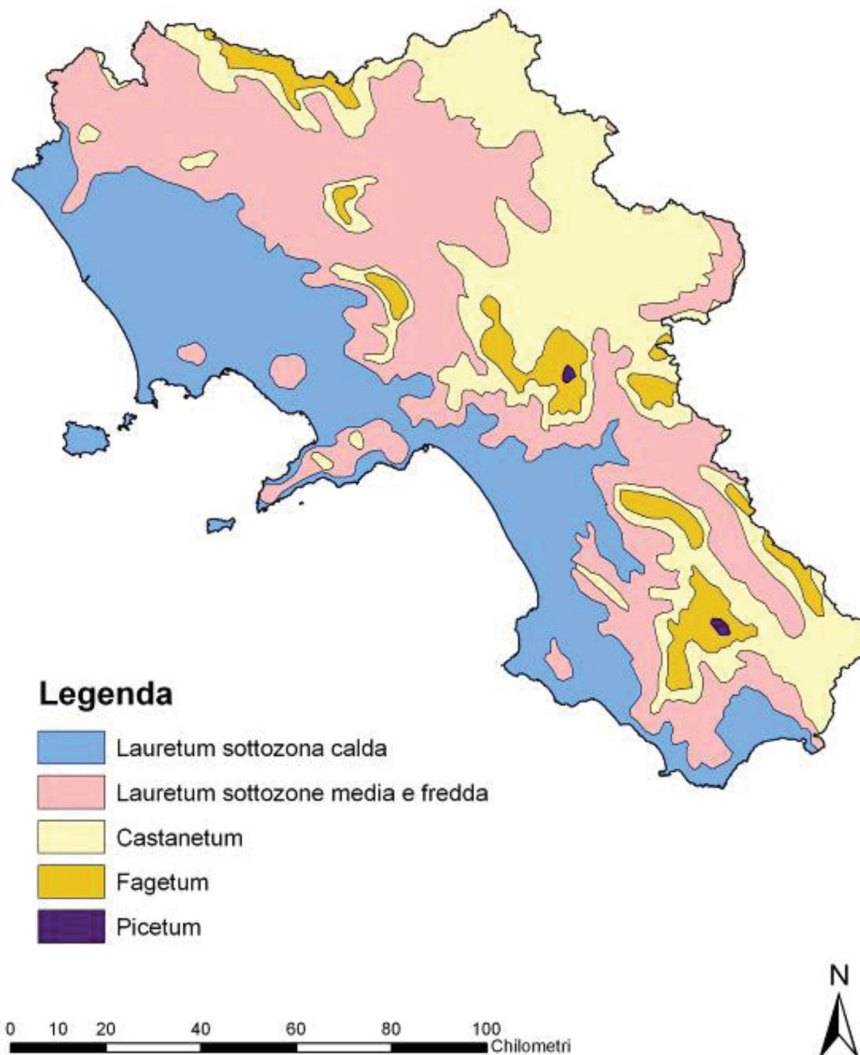 Legenda
Lauretum sottozona calda
Lauretum sottozone media e fredda
Castanetum
Fagetum
Picetum
N
0 10 20 40 60 80 100
Chilometri